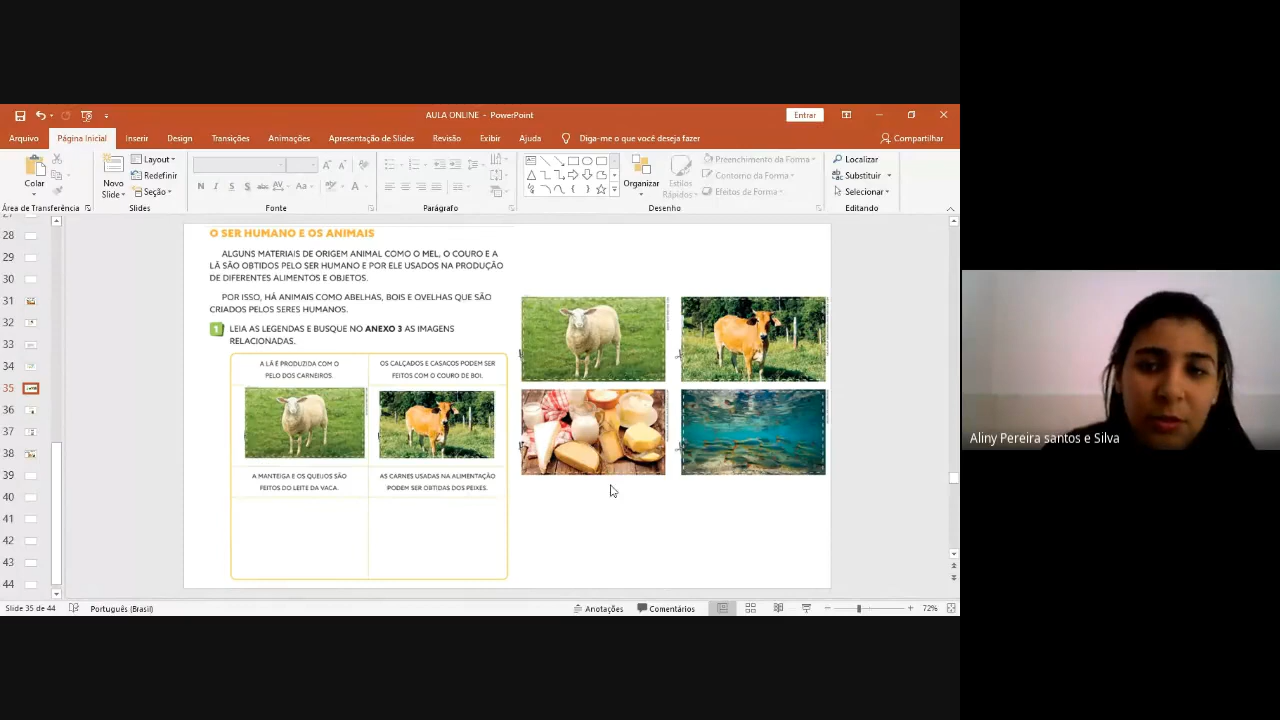 AULA ONLINE - PowerPoint
Entrar
Arquivo Página Inicial Inserir Design Transições Animações Apresentação de Slides Revisão Exibir Ajuda Diga-me o que você deseja fazer Compartilhar
Colar
Novo Slide
Layout
Redefinir
Seção
N I S S abc AV Aa A
Organizar
Estilos Rápidos
Preenchimento da Forma
Contorno da Forma
Efeitos de Forma
Localizar
Substituir
Selecionar
Área de Transferência Slides Fonte Parágrafo Desenho Editando
27
28
29
30
31
32
33
34
35
36
37
38
39
40
41
42
43
44
O SER HUMANO E OS ANIMAIS
ALGUNS MATERIAIS DE ORIGEM ANIMAL COMO O MEL, O COURO E A
LÃ SÃO OBTIDOS PELO SER HUMANO E POR ELE USADOS NA PRODUÇÃO
DE DIFERENTES ALIMENTOS E OBJETOS.
POR ISSO, HÁ ANIMAIS COMO ABELHAS, BOIS E OVELHAS QUE SÃO
CRIADOS PELOS SERES HUMANOS.
1 LEIA AS LEGENDAS E BUSQUE NO ANEXO 3 AS IMAGENS
RELACIONADAS.
A LÃ É PRODUZIDA COM O
PELO DOS CARNEIROS.
OS CALÇADOS E CASACOS PODEM SER
FEITOS COM O COURO DE BOI.
A MANTEIGA E OS QUEIJOS SÃO
FEITOS DO LEITE DA VACA.
AS CARNES USADAS NA ALIMENTAÇÃO
PODEM SER OBTIDAS DOS PEIXES.
Slide 35 de 44 Português (Brasil) Anotações Comentários 72%
Aliny Pereira santos e Silva